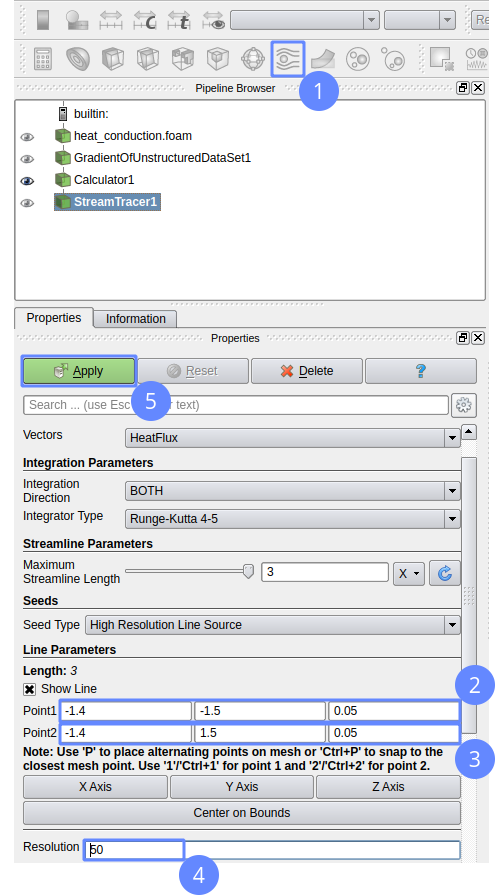 Re
1
Pipeline Browser
builtin:
heat_conduction.foam
GradientOfUnstructuredDataSet1
Calculator1
StreamTracer1
Properties Information
Properties
Apply Reset Delete ?
5
Search ... (use Esc text)
Vectors HeatFlux
Integration Parameters
Integration
Direction BOTH
Integrator Type Runge-Kutta 4-5
Streamline Parameters
Maximum
Streamline Length 3 X
Seeds
Seed Type High Resolution Line Source
Line Parameters
Length: 3
2
Show Line
Point1 -1.4 -1.5 0.05
Point2 -1.4 1.5 0.05
3
Note: Use 'P' to place alternating points on mesh or 'Ctrl+P' to snap to the
closest mesh point. Use '1'/'Ctrl+1' for point 1 and '2'/'Ctrl+2' for point 2.
X Axis Y Axis Z Axis
Center on Bounds
Resolution 50
4